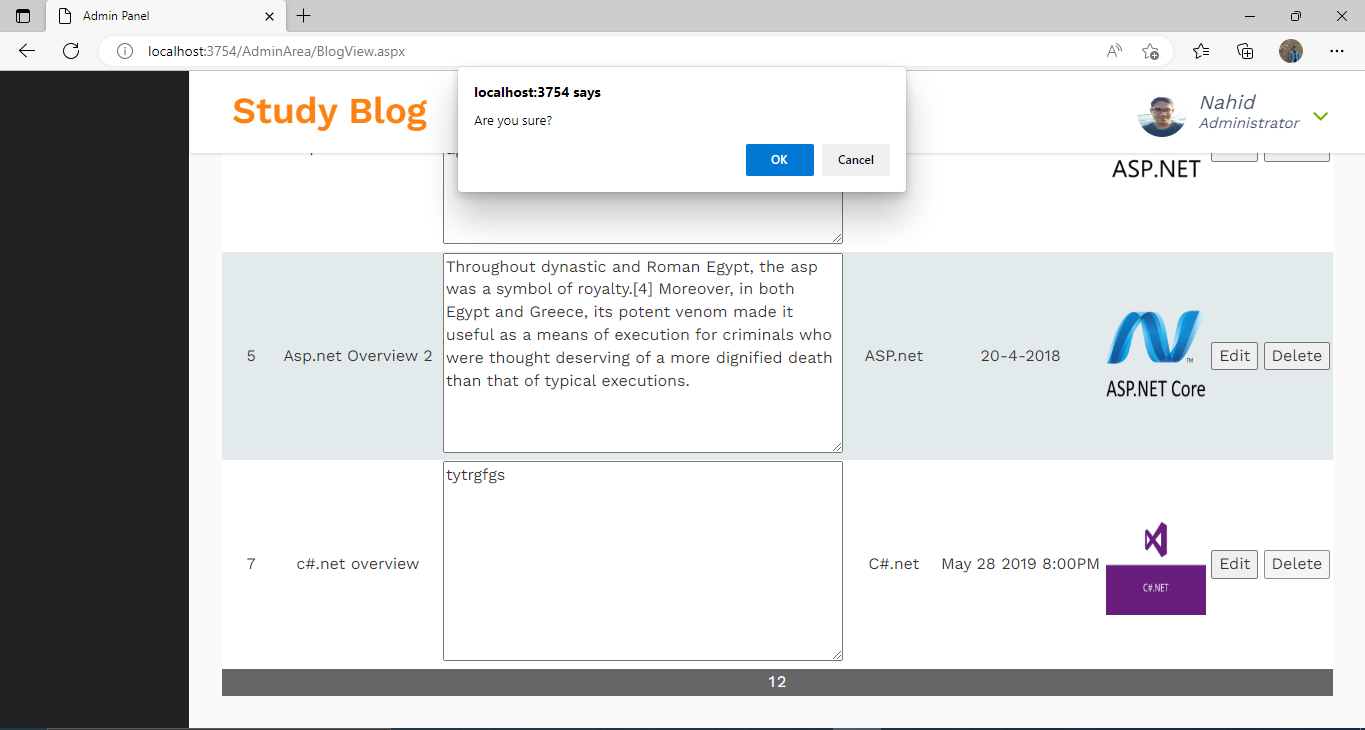 Admin Panel
localhost:3754/AdminArea/BlogView.aspx
localhost:3754 says
Are you sure?
OK Cancel
Study Blog
Nahid
Administrator
ASP.NET
5 Asp.net Overview 2
Throughout dynastic and Roman Egypt, the asp
was a symbol of royalty.[4] Moreover, in both
Egypt and Greece, its potent venom made it
useful as a means of execution for criminals who
were thought deserving of a more dignified death
than that of typical executions.
ASP.net 20-4-2018
ASP.NET Core
Edit Delete
7 c#.net overview
tytrgfgs
C#.net May 28 2019 8:00PM
C#.NET
Edit Delete
12